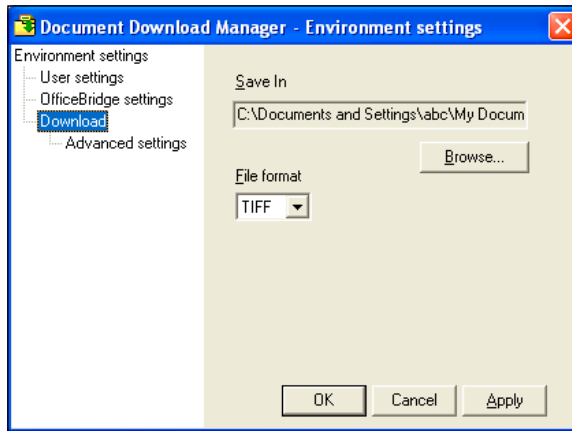 Document Download Manager - Environment settings
Environment settings
User settings
OfficeBridge settings
Download
Advanced settings
Save In
C:\Documents and Settings\abc\My Docum
Browse...
File format
TIFF
OK Cancel Apply